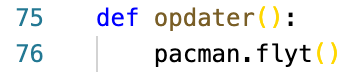 75 def opdater():
76     pacman.flyt()